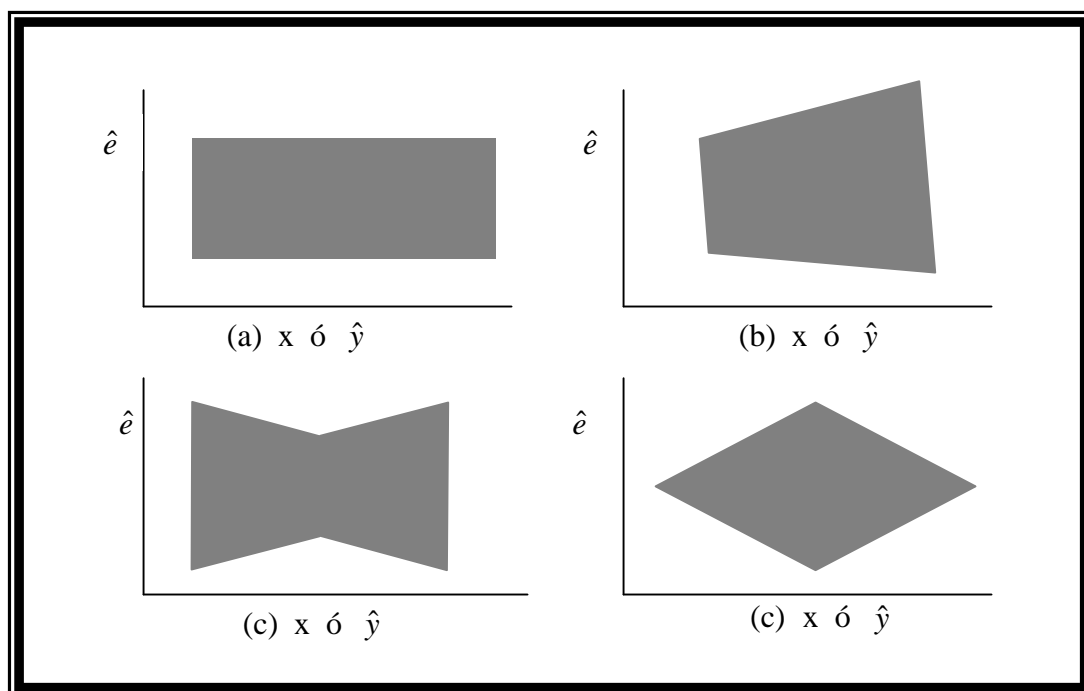 ê
ê
(a) x ó ŷ
(b) x ó ŷ
ê
ê
(c) x ó ŷ
(c) x ó ŷ